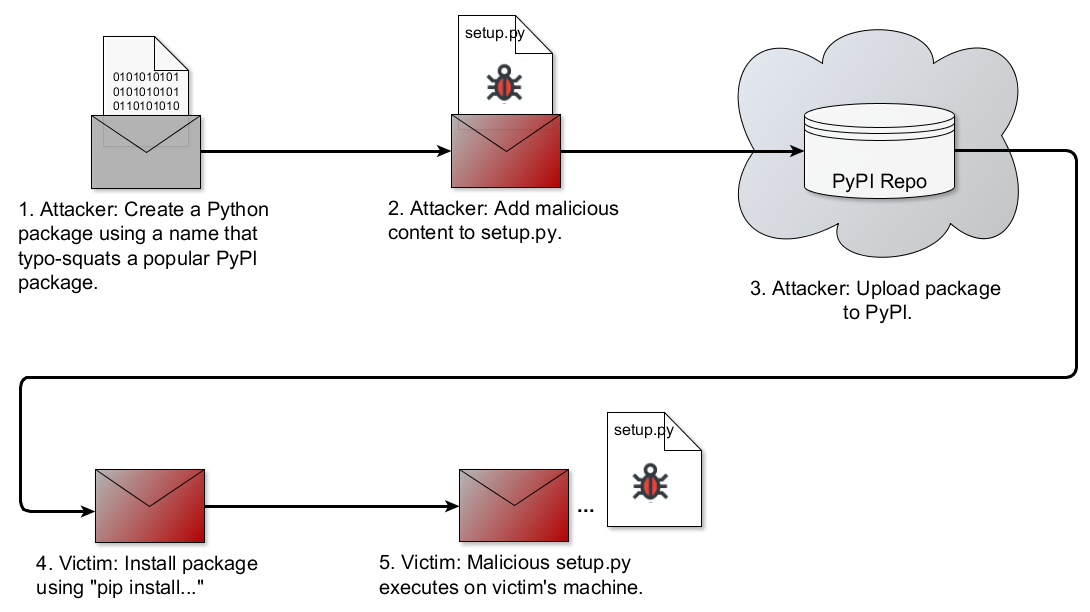 0101010101
0101010101
0110101010
setup.py
PyPI Repo
1. Attacker: Create a Python
package using a name that
typo-squats a popular PyPI
package.
2. Attacker: Add malicious
content to setup.py.
3. Attacker: Upload package
to PyPI.
setup.py
...
4. Victim: Install package
using "pip install..."
5. Victim: Malicious setup.py
executes on victim's machine.